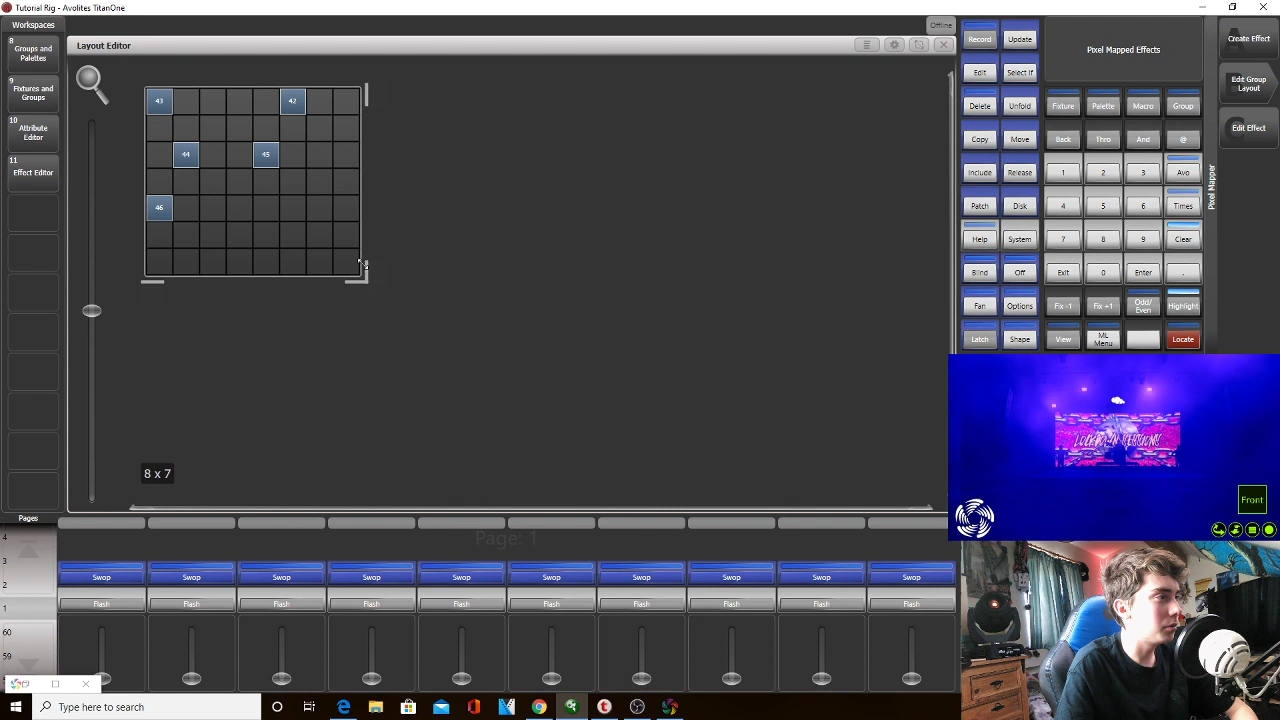 Tutorial Rig - Avolites TitanOne
Workspaces
8
Groups and
Palettes
9
Fixtures and
Groups
10
Attribute
Editor
11
Effect Editor
Layout Editor
Offline
43
42
44
45
46
8 x 7
Record
Update
Edit
Select If
Delete
Unfold
Copy
Move
Include
Release
Patch
Disk
Help
System
Blind
Off
Fan
Options
Latch
Shape
Pixel Mapped Effects
Fixture
Palette
Macro
Group
Back
Thro
And
@
1
2
3
Avo
4
5
6
Times
7
8
9
Clear
Exit
0
Enter
.
Fix -1
Fix +1
Odd/
Even
Highlight
View
ML
Menu
Locate
Pixel Mapper
Create Effect
Edit Group
Layout
Edit Effect
LOCKDOWN SESSIONS
Front
Pages
4
3
2
1
60
59
Page: 1
Swop
Swop
Swop
Swop
Swop
Swop
Swop
Swop
Swop
Swop
Flash
Flash
Flash
Flash
Flash
Flash
Flash
Flash
Flash
Flash
Type here to search